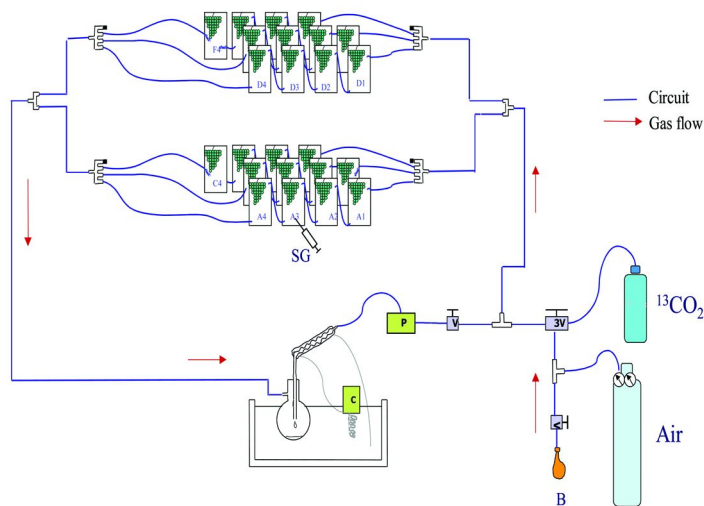 F4
D4
D3
D2
D1
Circuit
Gas flow
C4
A4
A3
A2
A1
SG
P
V
3V
¹³CO₂
C
V
Air
B